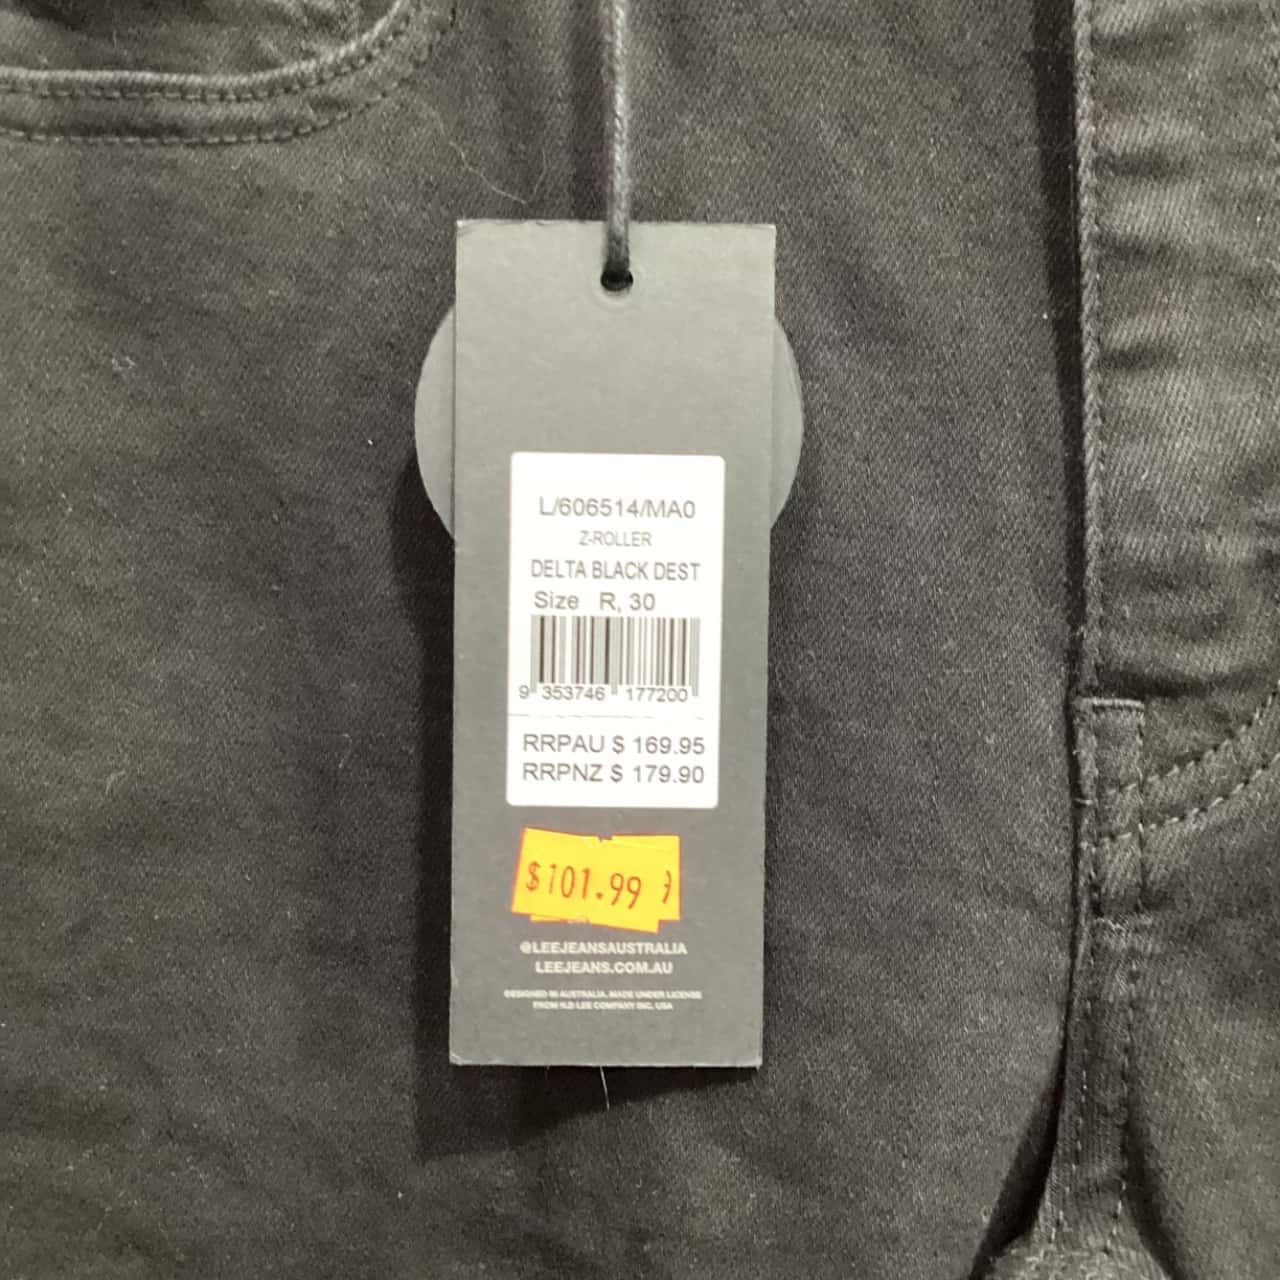 L/606514/MA0
Z-ROLLER
DELTA BLACK DEST
Size R, 30
9 353746 177200
RRPAU $ 169.95
RRPNZ $ 179.90
$101.99 9
@LEEJEANSAUSTRALIA
LEEJEANS.COM.AU
DESIGNED IN AUSTRALIA. MADE UNDER LICENSE
FROM H.D LEE COMPANY INC, USA